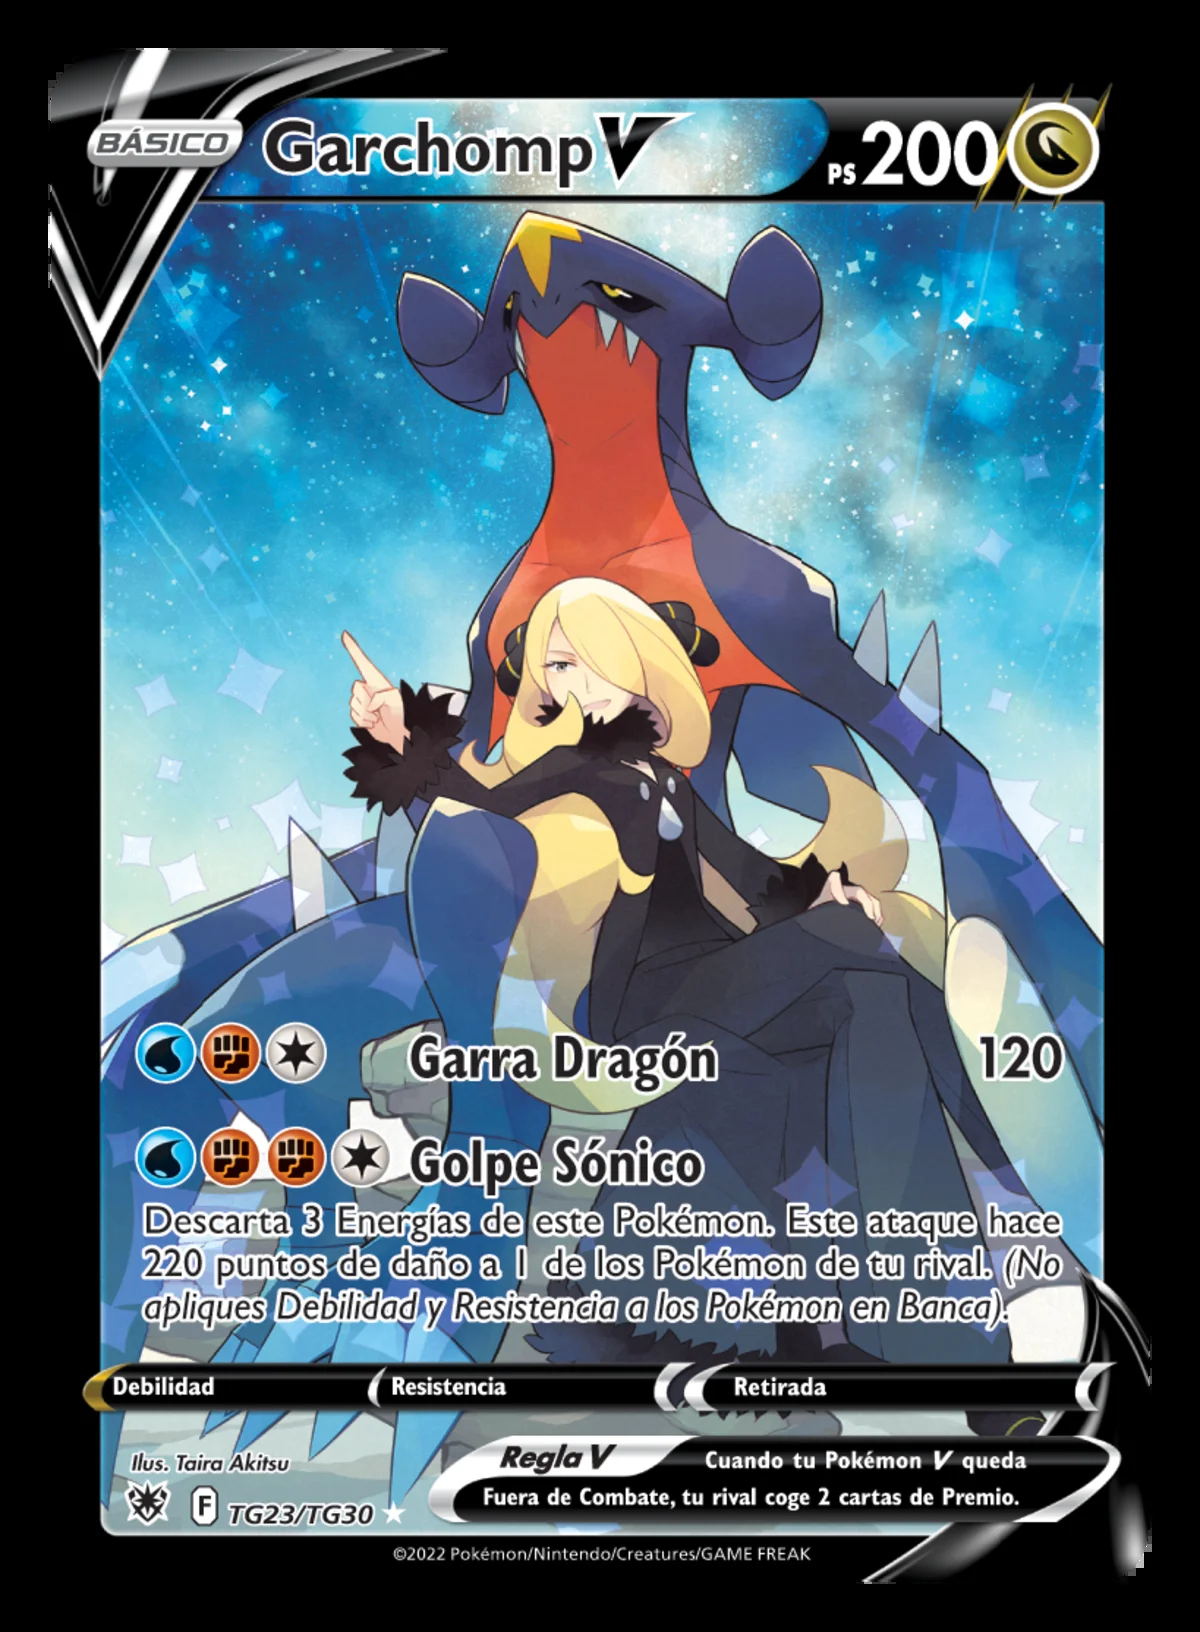 BÁSICO
Garchomp V
PS 200
Garra Dragón 120
Golpe Sónico
Descarta 3 Energías de este Pokémon. Este ataque hace
220 puntos de daño a 1 de los Pokémon de tu rival. (No
apliques Debilidad y Resistencia a los Pokémon en Banca).
Debilidad Resistencia Retirada
Ilus. Taira Akitsu
F TG23/TG30
Regla V Cuando tu Pokémon V queda
Fuera de Combate, tu rival coge 2 cartas de Premio.
©2022 Pokémon/Nintendo/Creatures/GAME FREAK